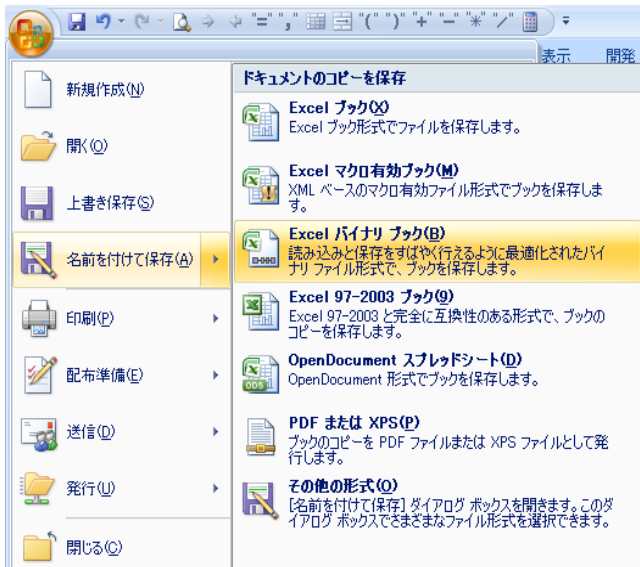 "=" "," "(" ")" "+" "−" "*" "/"
表示 開発
新規作成(N)
開く(O)
上書き保存(S)
名前を付けて保存(A)
印刷(P)
配布準備(E)
送信(D)
発行(U)
閉じる(C)
ドキュメントのコピーを保存
Excel ブック(X)
Excel ブック形式でファイルを保存します。
Excel マクロ有効ブック(M)
XML ベースのマクロ有効ファイル形式でブックを保存しま
す。
Excel バイナリ ブック(B)
読み込みと保存をすばやく行えるように最適化されたバイ
ナリ ファイル形式で、ブックを保存します。
Excel 97-2003 ブック(9)
Excel 97-2003 と完全に互換性のある形式で、ブックの
コピーを保存します。
OpenDocument スプレッドシート(D)
OpenDocument 形式でブックを保存します。
ODS
PDF または XPS(P)
ブックのコピーを PDF ファイルまたは XPS ファイルとして発
行します。
その他の形式(O)
[名前を付けて保存] ダイアログ ボックスを開きます。このダ
イアログ ボックスでさまざまなファイル形式を選択できます。